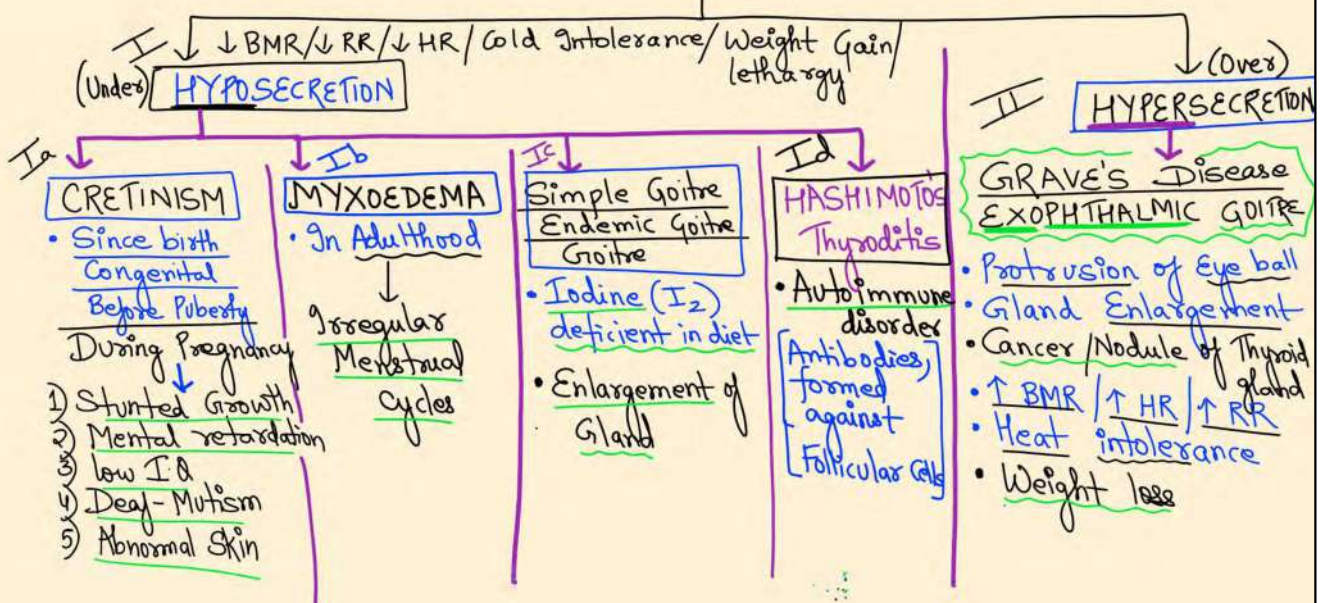 I ↓ BMR/↓ RR/↓ HR/ Cold Intolerance/ Weight Gain/
lethargy
(Under) HYPOSECRETION
Ia
CRETINISM
• Since birth
Congenital
Before Puberty
During Pregnancy
1) Stunted Growth
2) Mental retardation
3) low I.Q
4) Deaf-Mutism
5) Abnormal Skin
Ib
MYXOEDEMA
• In Adulthood
Irregular
Menstrual
Cycles
Ic
Simple Goitre
Endemic Goitre
Goitre
• Iodine (I₂)
deficient in diet
• Enlargement of
Gland
Id
HASHIMOTO'S
Thyroditis
• Autoimmune
disorder
[Antibodies,
formed
against
Follicular Cells]
II (Over)
HYPERSECRETION
GRAVE'S Disease
EXOPHTHALMIC GOITRE
• Protrusion of Eye ball
• Gland Enlargement
• Cancer/Nodule of Thyroid
gland
• ↑ BMR/↑ HR/↑ RR
• Heat intolerance
• Weight loss